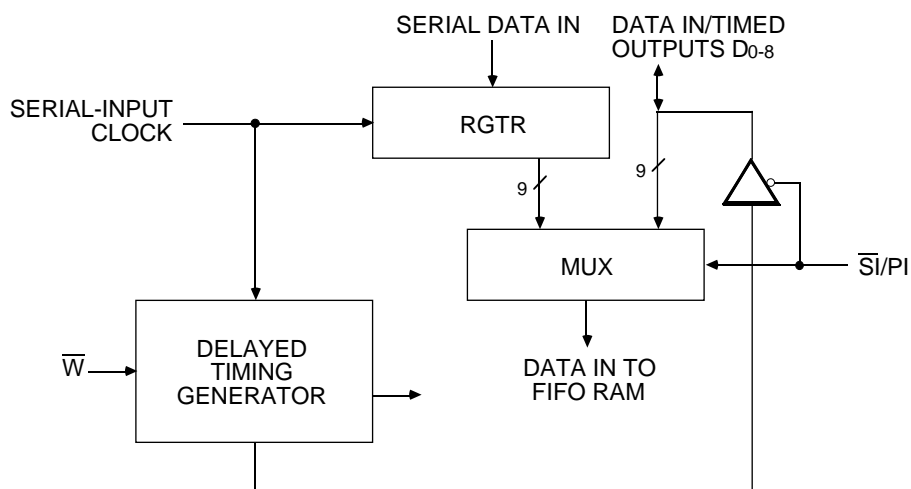 SERIAL DATA IN
DATA IN/TIMED
OUTPUTS D0-8
SERIAL-INPUT
CLOCK
RGTR
9
9
MUX
S̅I̅/PI
W̅
DELAYED
TIMING
GENERATOR
DATA IN TO
FIFO RAM